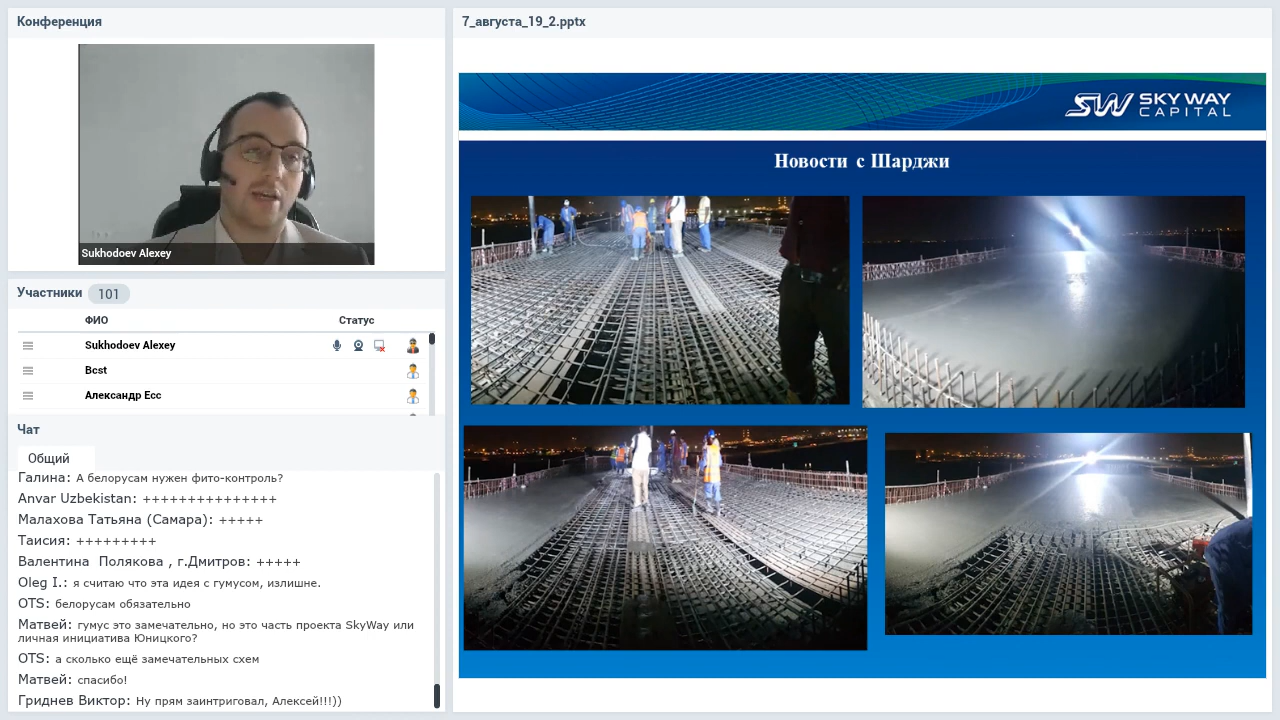 Конференция
Sukhodoev Alexey
Участники 101
ФИО Статус
Sukhodoev Alexey
Bcst
Александр Есс
Чат
Общий
Галина: А белорусам нужен фито-контроль?
Anvar Uzbekistan: +++++++++++++++
Малахова Татьяна (Самара): +++++
Таисия: +++++++++
Валентина  Полякова , г.Дмитров: +++++
Oleg I.: я считаю что эта идея с гумусом, излишне.
OTS: белорусам обязательно
Матвей: гумус это замечательно, но это часть проекта SkyWay или
личная инициатива Юницкого?
OTS: а сколько ещё замечательных схем
Матвей: спасибо!
Гриднев Виктор: Ну прям заинтриговал, Алексей!!!))
7_августа_19_2.pptx
SW SKY WAY
CAPITAL
Новости с Шарджи